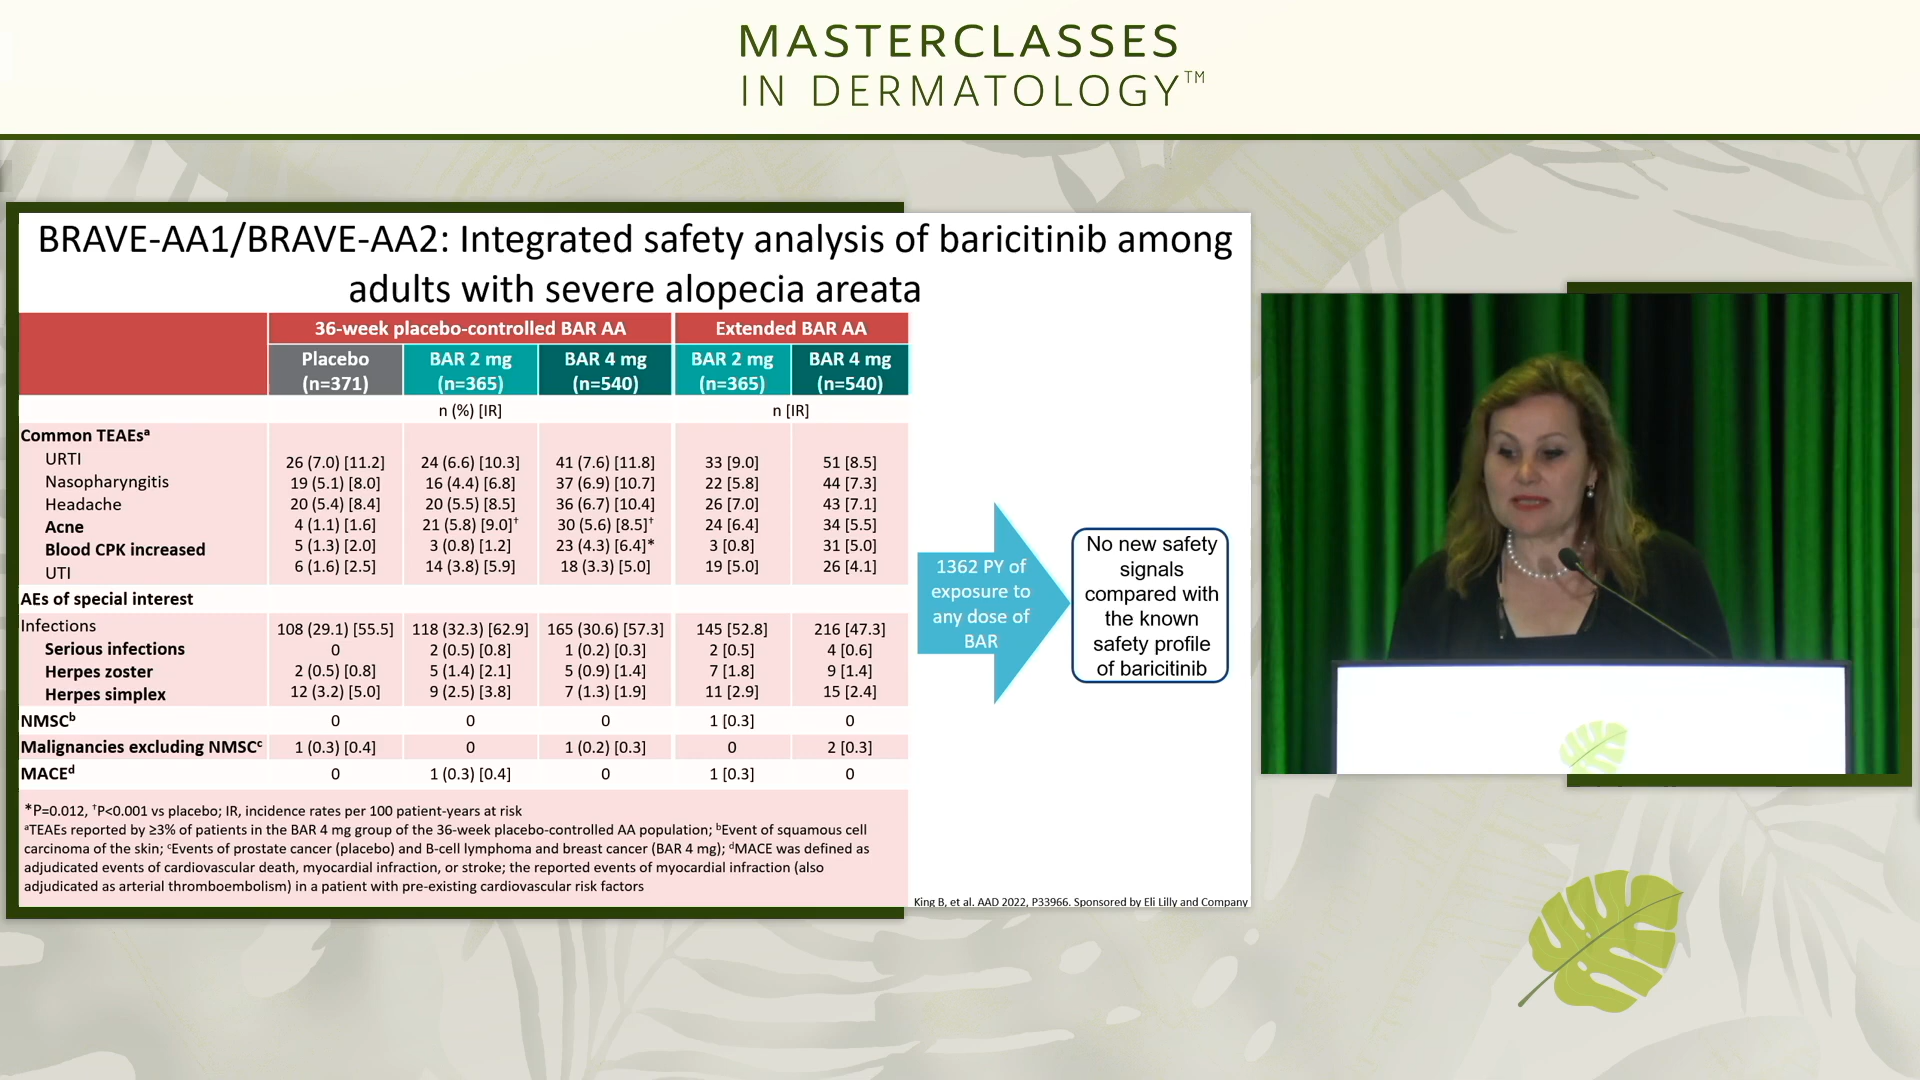 MASTERCLASSES
IN DERMATOLOGY™
BRAVE-AA1/BRAVE-AA2: Integrated safety analysis of baricitinib among
adults with severe alopecia areata
36-week placebo-controlled BAR AA Extended BAR AA
Placebo (n=371) BAR 2 mg (n=365) BAR 4 mg (n=540) BAR 2 mg (n=365) BAR 4 mg (n=540)
n (%) [IR] n [IR]
Common TEAEsᵃ
URTI 26 (7.0) [11.2] 24 (6.6) [10.3] 41 (7.6) [11.8] 33 [9.0] 51 [8.5]
Nasopharyngitis 19 (5.1) [8.0] 16 (4.4) [6.8] 37 (6.9) [10.7] 22 [5.8] 44 [7.3]
Headache 20 (5.4) [8.4] 20 (5.5) [8.5] 36 (6.7) [10.4] 26 [7.0] 43 [7.1]
Acne 4 (1.1) [1.6] 21 (5.8) [9.0]† 30 (5.6) [8.5]† 24 [6.4] 34 [5.5]
Blood CPK increased 5 (1.3) [2.0] 3 (0.8) [1.2] 23 (4.3) [6.4]* 3 [0.8] 31 [5.0]
UTI 6 (1.6) [2.5] 14 (3.8) [5.9] 18 (3.3) [5.0] 19 [5.0] 26 [4.1]
AEs of special interest
Infections 108 (29.1) [55.5] 118 (32.3) [62.9] 165 (30.6) [57.3] 145 [52.8] 216 [47.3]
Serious infections 0 2 (0.5) [0.8] 1 (0.2) [0.3] 2 [0.5] 4 [0.6]
Herpes zoster 2 (0.5) [0.8] 5 (1.4) [2.1] 5 (0.9) [1.4] 7 [1.8] 9 [1.4]
Herpes simplex 12 (3.2) [5.0] 9 (2.5) [3.8] 7 (1.3) [1.9] 11 [2.9] 15 [2.4]
NMSCᵇ 0 0 0 1 [0.3] 0
Malignancies excluding NMSCᶜ 1 (0.3) [0.4] 0 1 (0.2) [0.3] 0 2 [0.3]
MACEᵈ 0 1 (0.3) [0.4] 0 1 [0.3] 0
*P=0.012, †P<0.001 vs placebo; IR, incidence rates per 100 patient-years at risk
ᵃTEAEs reported by ≥3% of patients in the BAR 4 mg group of the 36-week placebo-controlled AA population; ᵇEvent of squamous cell
carcinoma of the skin; ᶜEvents of prostate cancer (placebo) and B-cell lymphoma and breast cancer (BAR 4 mg); ᵈMACE was defined as
adjudicated events of cardiovascular death, myocardial infraction, or stroke; the reported events of myocardial infraction (also
adjudicated as arterial thromboembolism) in a patient with pre-existing cardiovascular risk factors
1362 PY of
exposure to
any dose of
BAR
No new safety
signals
compared with
the known
safety profile
of baricitinib
King B, et al. AAD 2022, P33966. Sponsored by Eli Lilly and Company